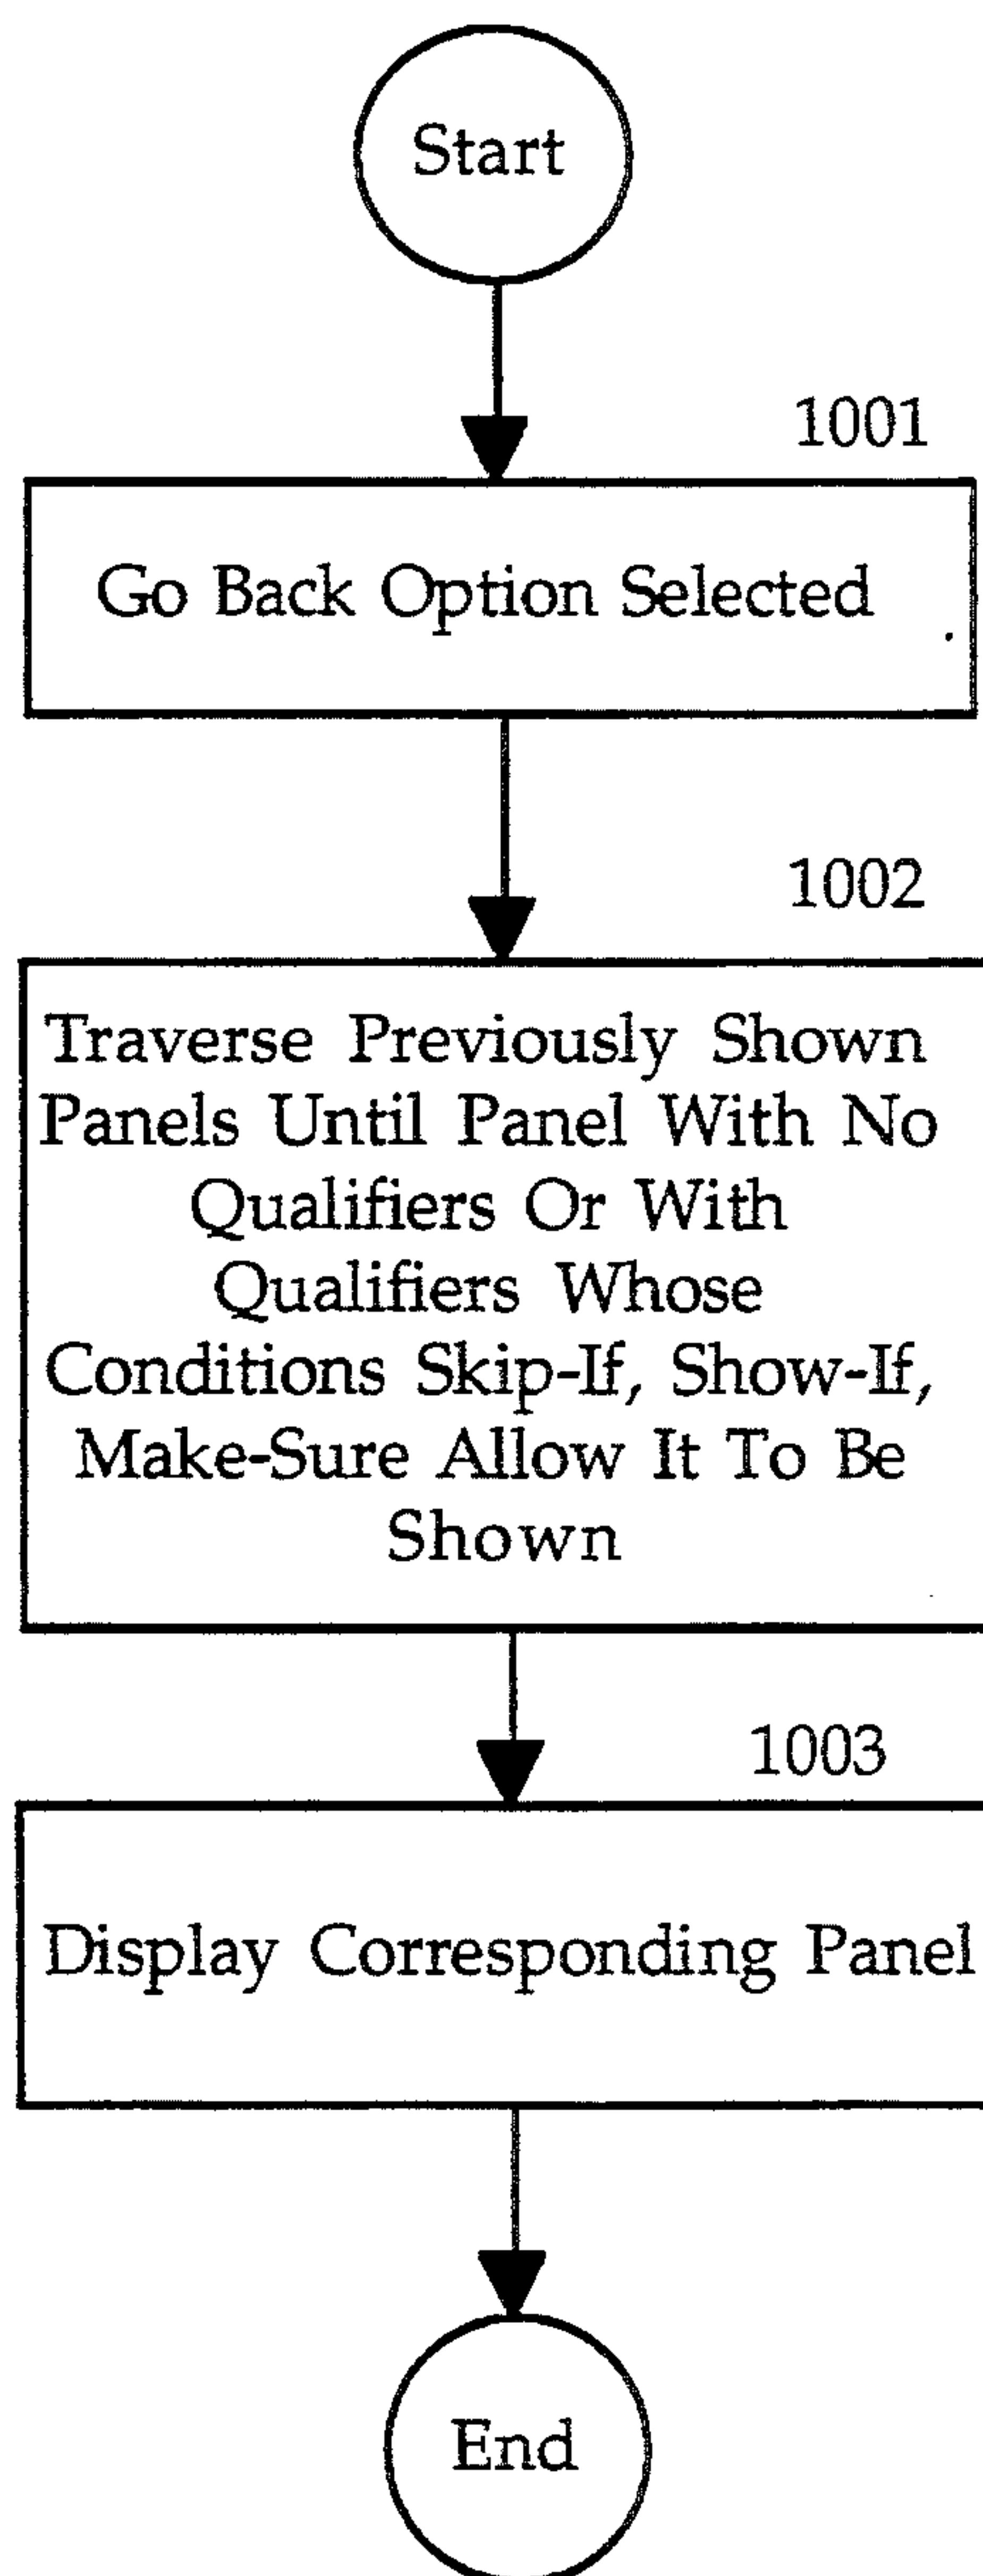 Start
1001
Go Back Option Selected
1002
Traverse Previously Shown
Panels Until Panel With No
Qualifiers Or With
Qualifiers Whose
Conditions Skip-If, Show-If,
Make-Sure Allow It To Be
Shown
1003
Display Corresponding Panel
End